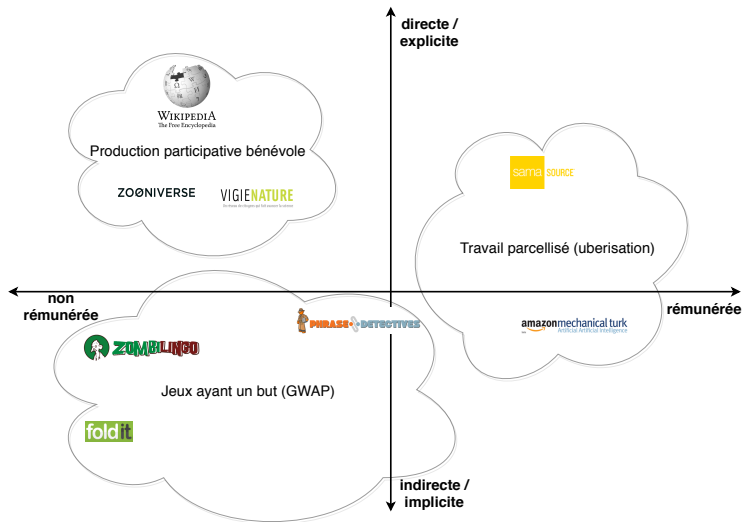 directe /
explicite
WIKIPEDIA
The Free Encyclopedia
Production participative bénévole
ZOONIVERSE
VIGIENATURE
sama SOURCE
Travail parcellisé (uberisation)
non
rémunérée
rémunérée
PHRASE DETECTIVES
amazonmechanical turk
Artificial Artificial Intelligence
ZOMBILINGO
Jeux ayant un but (GWAP)
foldit
indirecte /
implicite